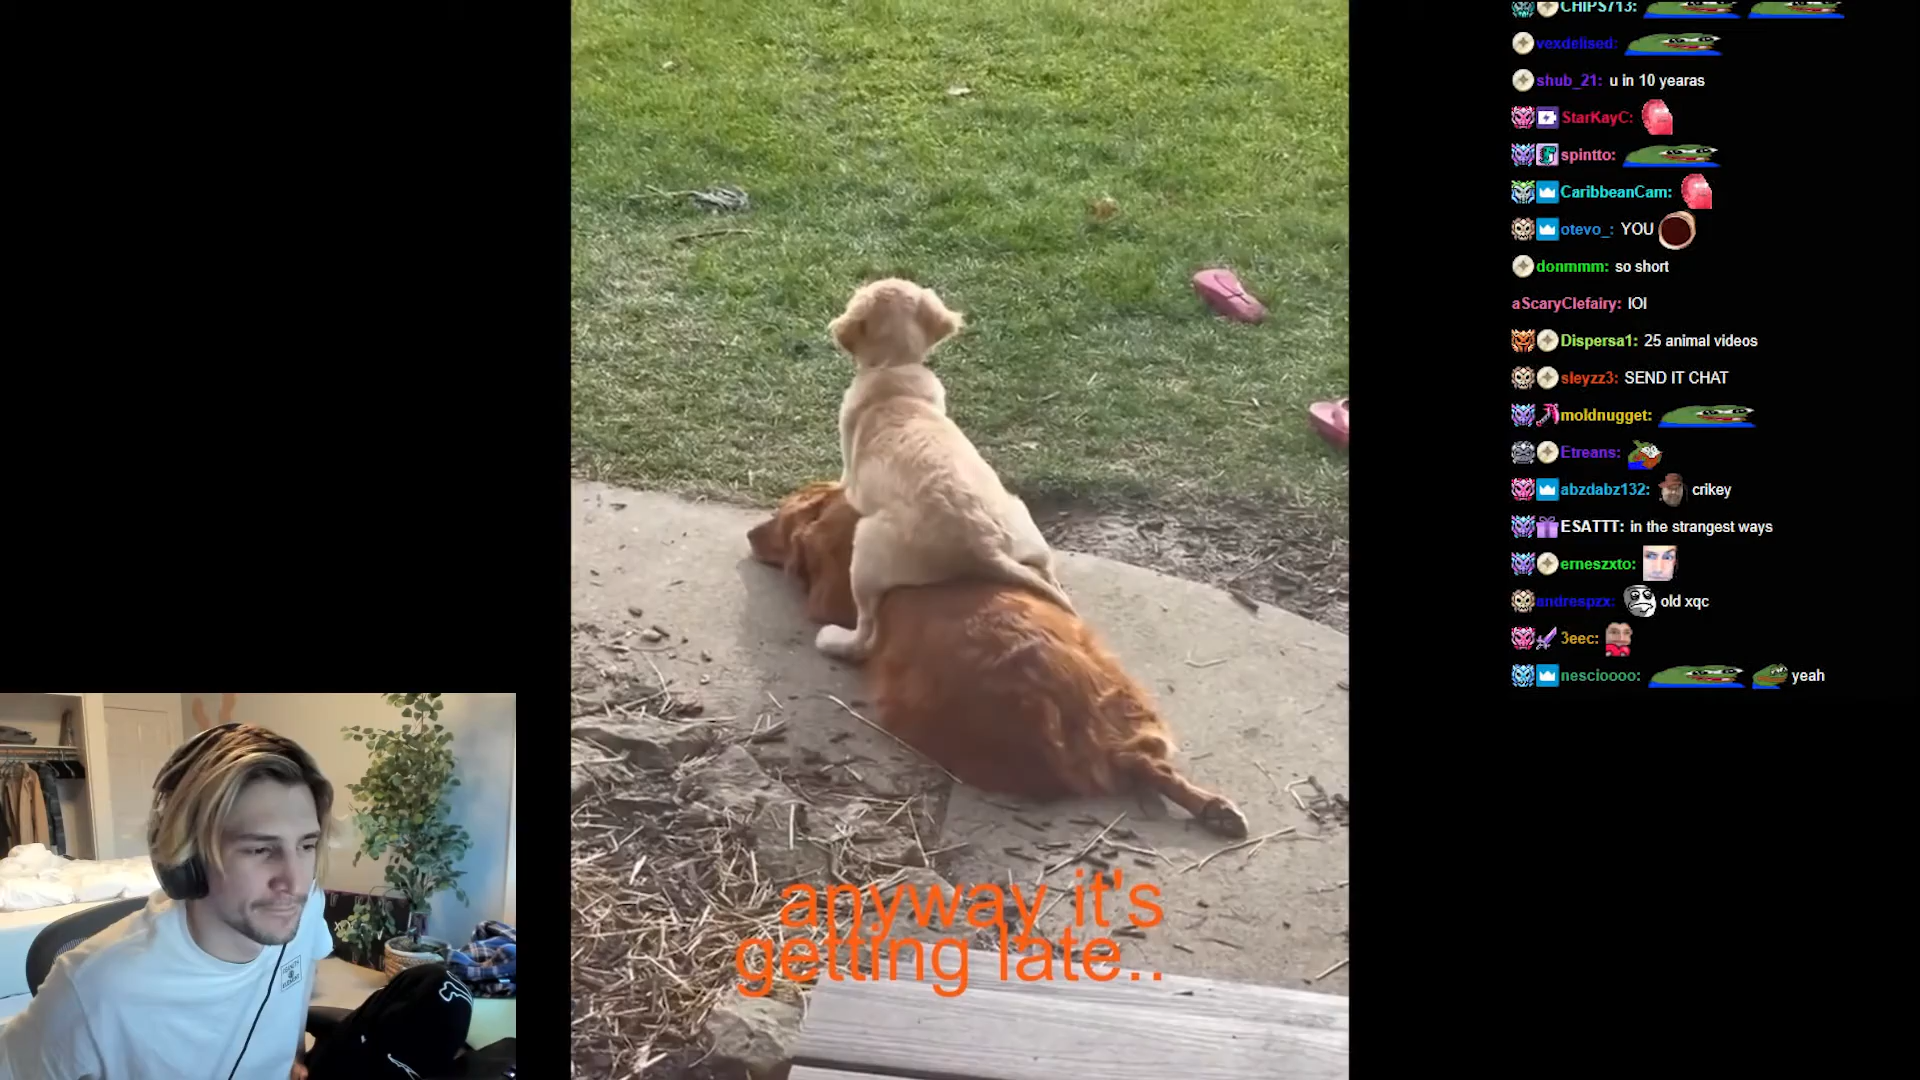 CHIPS713:
vexdelised:
shub_21: u in 10 yearas
StarKayC:
spintto:
CaribbeanCam:
otevo_: YOU
donmmm: so short
aScaryClefairy: lOl
Dispersa1: 25 animal videos
sleyzz3: SEND IT CHAT
moldnugget:
Etreans:
abzdabz132: crikey
ESATTT: in the strangest ways
erneszxto:
andrespzx: old xqc
3eec:
nescioooo: yeah
anyway it's
getting late..